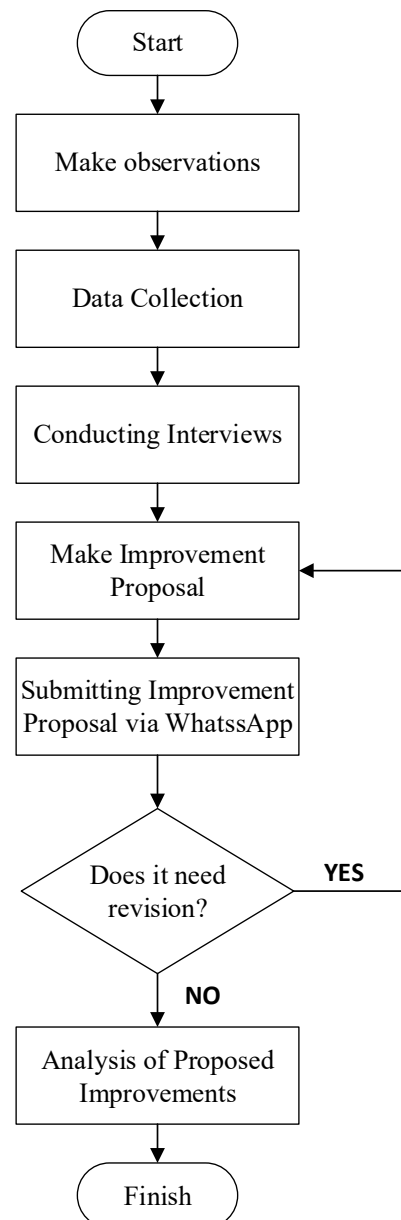 Start
Make observations
Data Collection
Conducting Interviews
Make Improvement
Proposal
Submitting Improvement
Proposal via WhatssApp
Does it need
revision?
YES
NO
Analysis of Proposed
Improvements
Finish